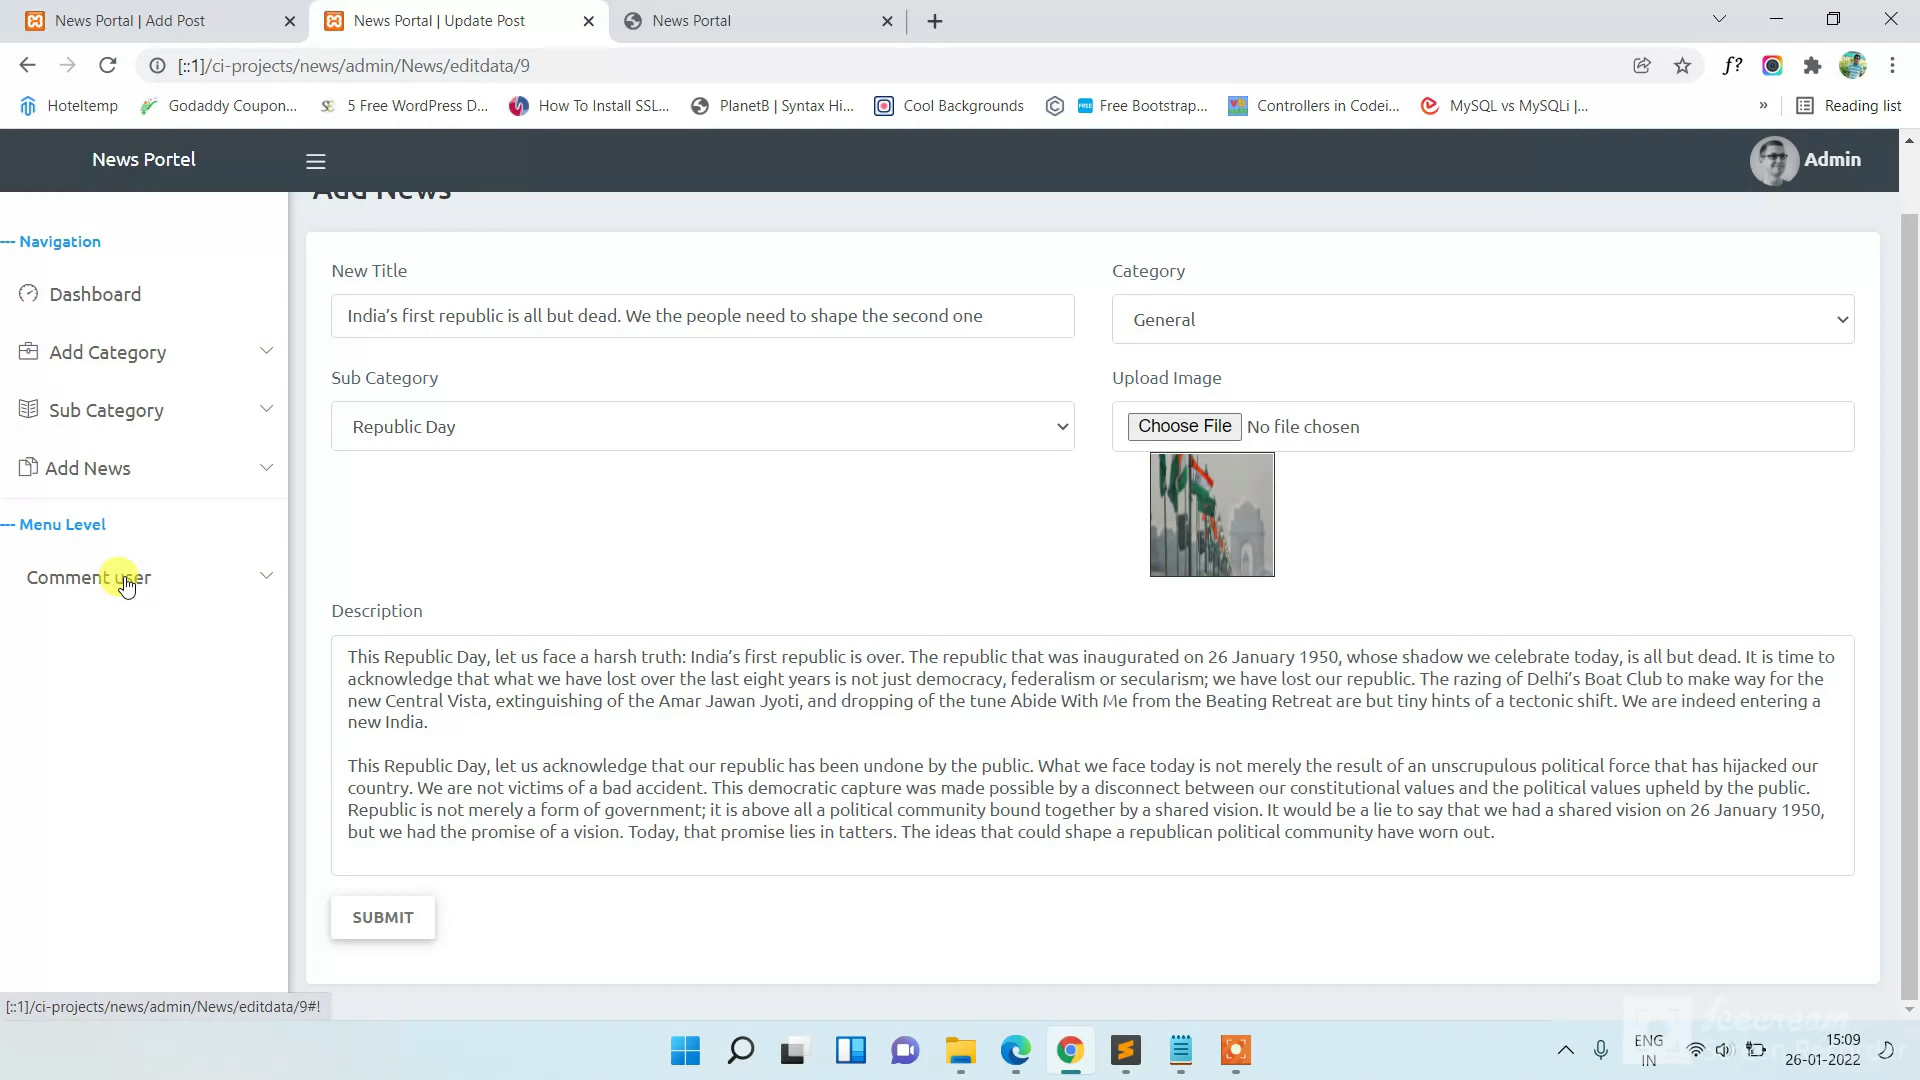 News Portal | Add Post
News Portal | Update Post
News Portal
[::1]/ci-projects/news/admin/News/editdata/9
f?
Hoteltemp
Godaddy Coupon...
5 Free WordPress D...
How To Install SSL...
PlanetB | Syntax Hi...
Cool Backgrounds
Free Bootstrap...
Controllers in Codei...
MySQL vs MySQLi |...
»
Reading list
News Portel
Admin
Add News
--- Navigation
Dashboard
Add Category
Sub Category
Add News
--- Menu Level
Comment user
New Title
India’s first republic is all but dead. We the people need to shape the second one
Category
General
Sub Category
Republic Day
Upload Image
Choose File No file chosen
Description
This Republic Day, let us face a harsh truth: India’s first republic is over. The republic that was inaugurated on 26 January 1950, whose shadow we celebrate today, is all but dead. It is time to
acknowledge that what we have lost over the last eight years is not just democracy, federalism or secularism; we have lost our republic. The razing of Delhi’s Boat Club to make way for the
new Central Vista, extinguishing of the Amar Jawan Jyoti, and dropping of the tune Abide With Me from the Beating Retreat are but tiny hints of a tectonic shift. We are indeed entering a
new India.
This Republic Day, let us acknowledge that our republic has been undone by the public. What we face today is not merely the result of an unscrupulous political force that has hijacked our
country. We are not victims of a bad accident. This democratic capture was made possible by a disconnect between our constitutional values and the political values upheld by the public.
Republic is not merely a form of government; it is above all a political community bound together by a shared vision. It would be a lie to say that we had a shared vision on 26 January 1950,
but we had the promise of a vision. Today, that promise lies in tatters. The ideas that could shape a republican political community have worn out.
SUBMIT
[::1]/ci-projects/news/admin/News/editdata/9#!
ENG
IN
15:09
26-01-2022